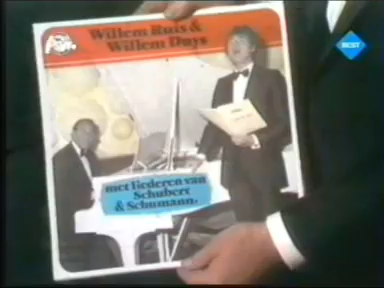 Willem Ruis &
Willem Duys
met liederen van
Schubert
& Schumann.
BEST